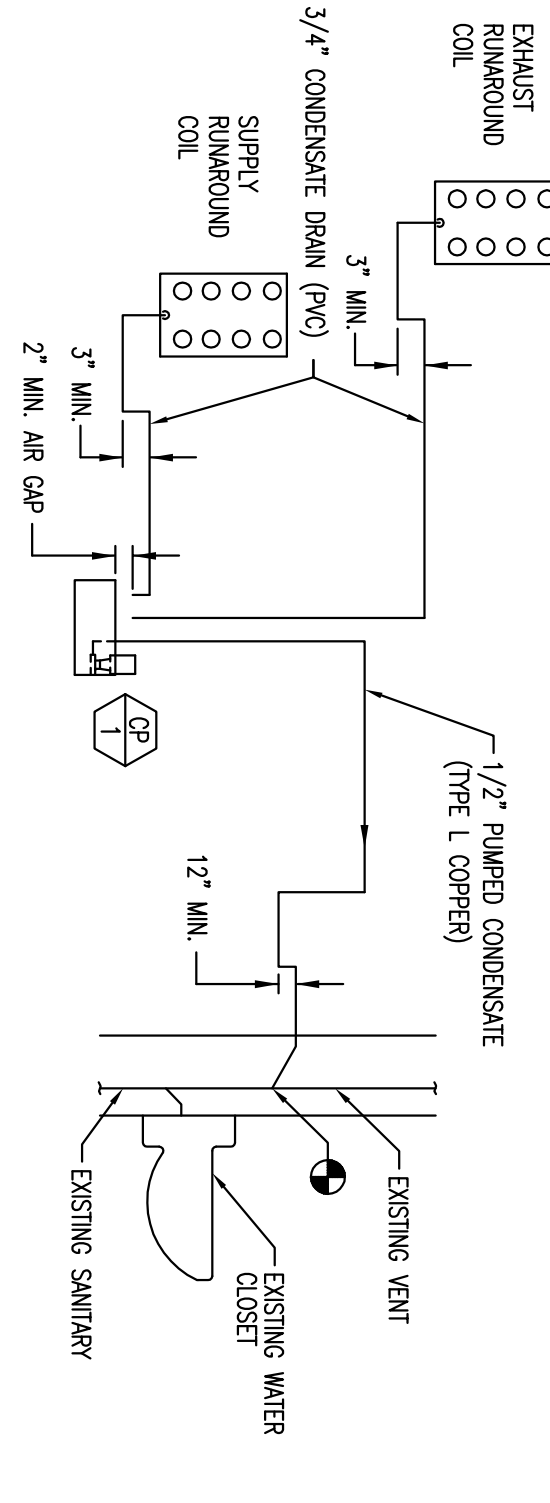 EXHAUST
RUNAROUND
COIL
3/4" CONDENSATE DRAIN (PVC)
3" MIN.
SUPPLY
RUNAROUND
COIL
3" MIN.
2" MIN. AIR GAP
CP
1
1/2" PUMPED CONDENSATE
(TYPE L COPPER)
12" MIN.
EXISTING VENT
EXISTING WATER
CLOSET
EXISTING SANITARY